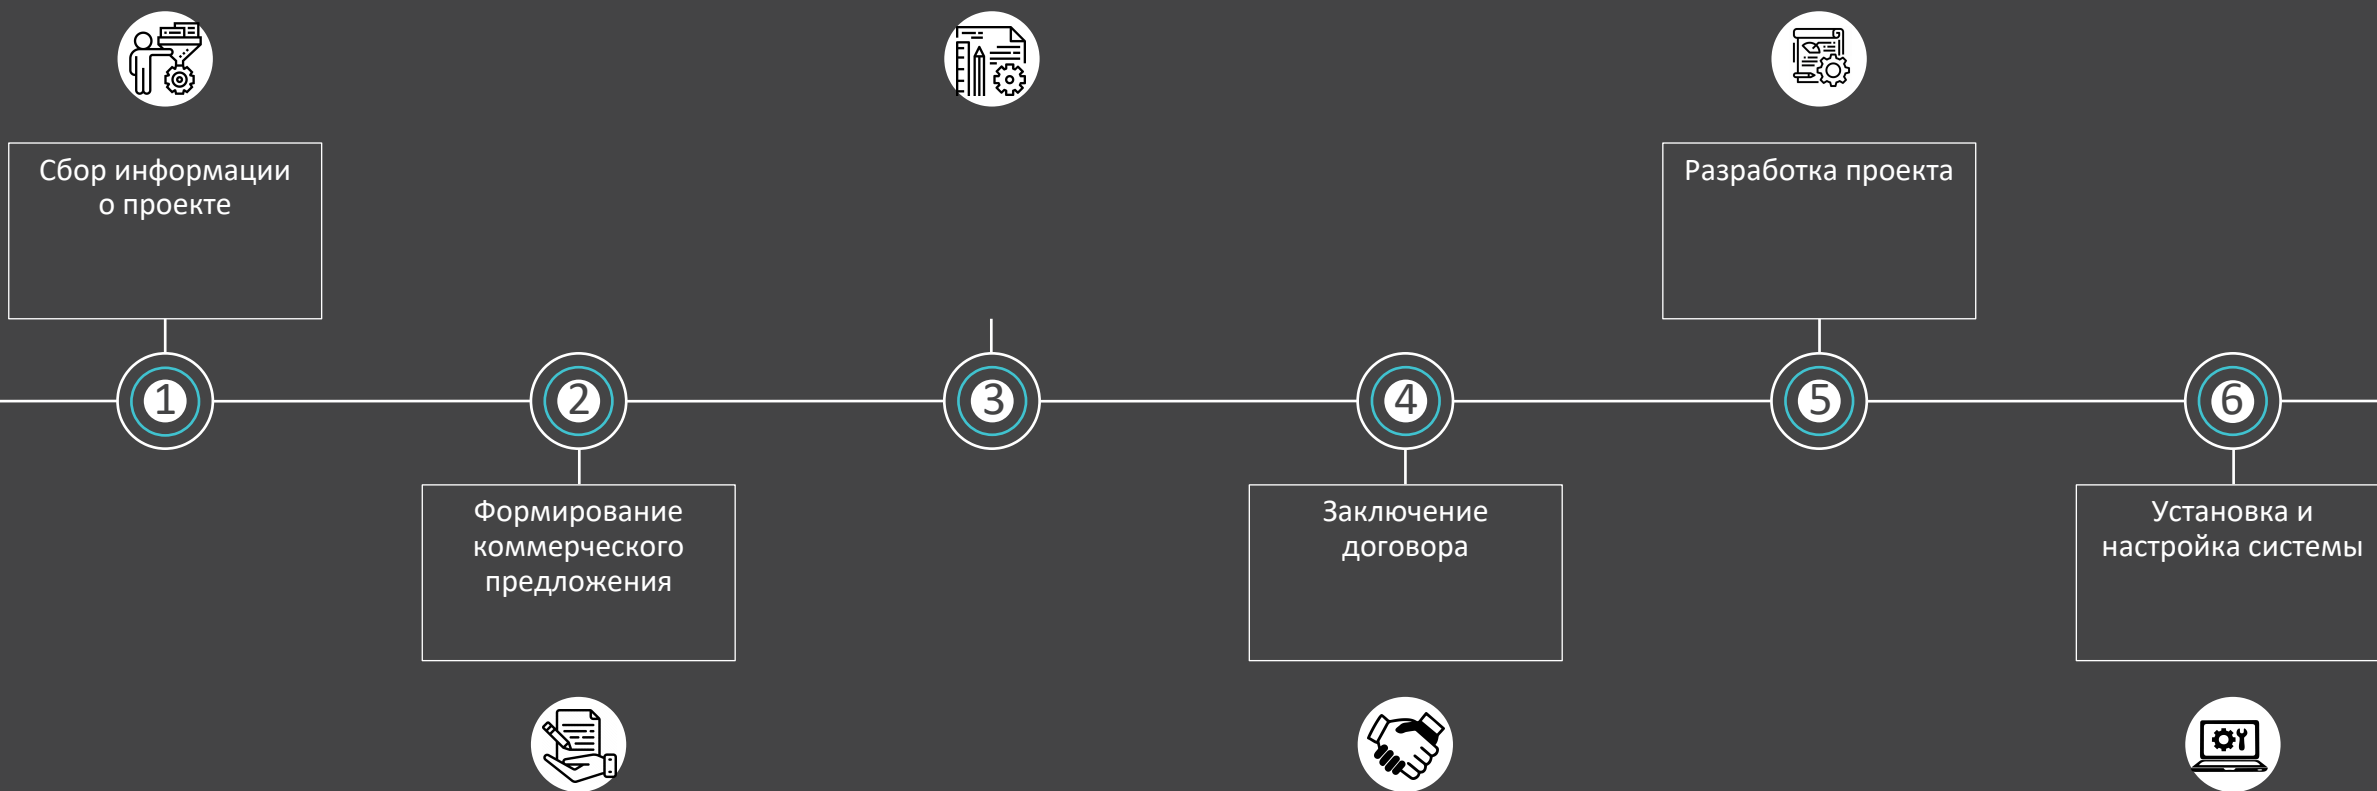 Сбор информации
о проекте
Разработка проекта
1
2
3
4
5
6
Формирование
коммерческого
предложения
Заключение
договора
Установка и
настройка системы